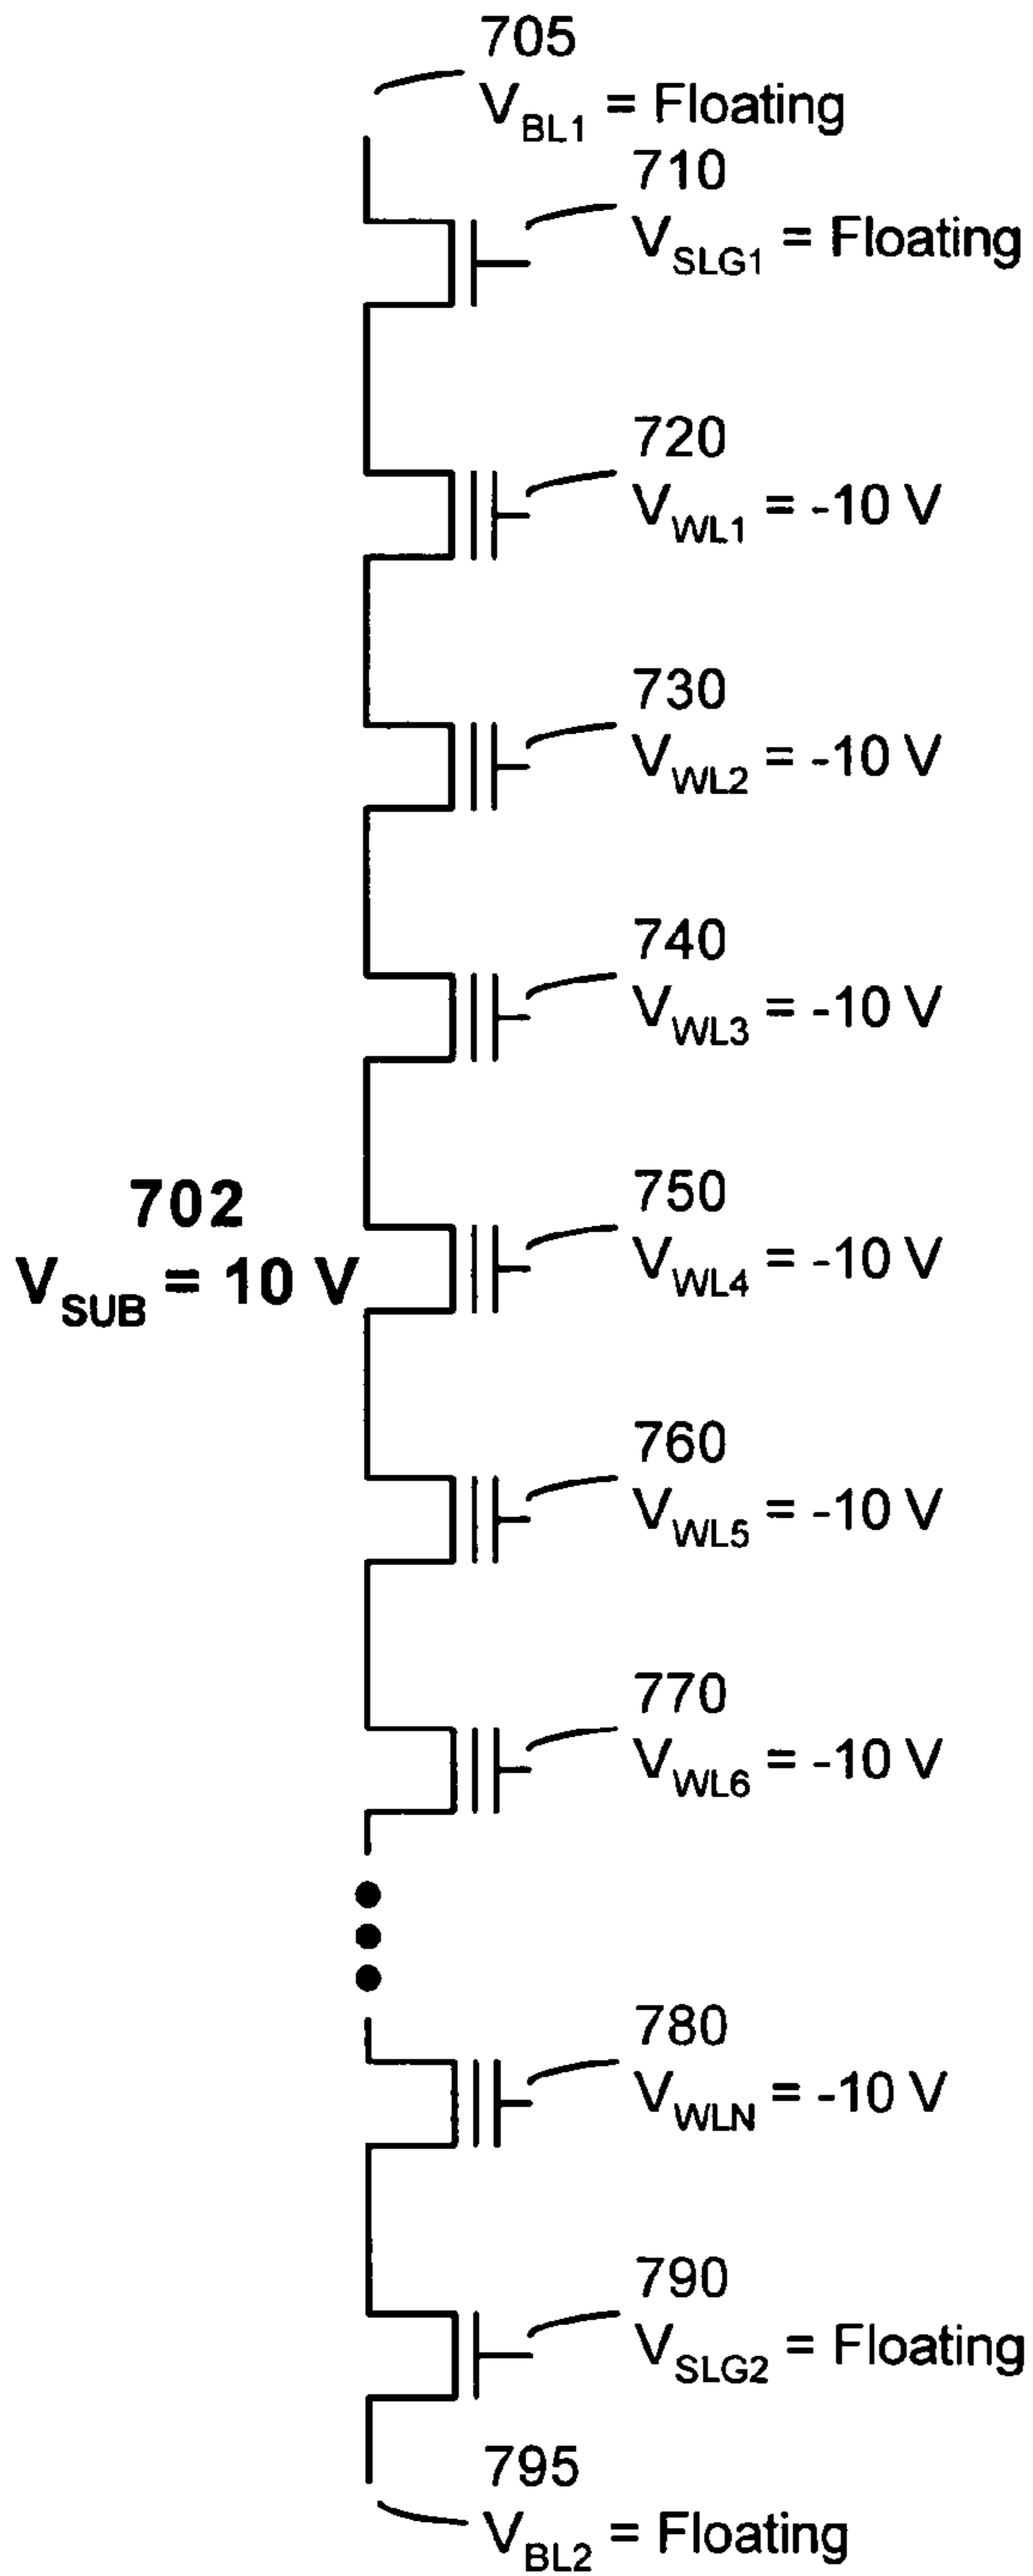 705
V_BL1 = Floating
710
V_SLG1 = Floating
720
V_WL1 = -10 V
730
V_WL2 = -10 V
740
V_WL3 = -10 V
702
V_SUB = 10 V
750
V_WL4 = -10 V
760
V_WL5 = -10 V
770
V_WL6 = -10 V
780
V_WLN = -10 V
790
V_SLG2 = Floating
795
V_BL2 = Floating